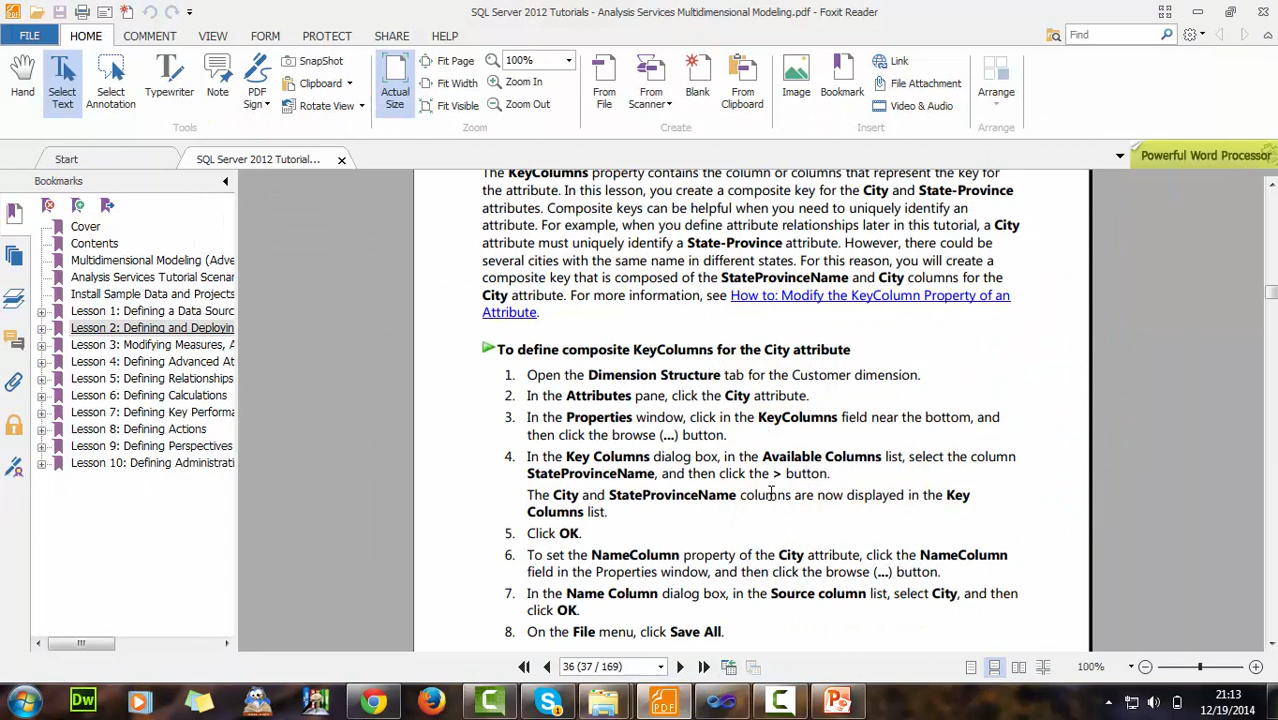 SQL Server 2012 Tutorials - Analysis Services Multidimensional Modeling.pdf - Foxit Reader
FILE HOME COMMENT VIEW FORM PROTECT SHARE HELP Find
SnapShot Fit Page 100% Link
Clipboard Fit Width Zoom In File Attachment
Hand Select Text Select Annotation Typewriter Note PDF Sign Rotate View Actual Size Fit Visible Zoom Out From File From Scanner Blank From Clipboard Image Bookmark Video & Audio Arrange
Tools Zoom Create Insert Arrange
Start SQL Server 2012 Tutorial... Powerful Word Processor
Bookmarks
Cover
Contents
Multidimensional Modeling (Adve
Analysis Services Tutorial Scenar
Install Sample Data and Projects
Lesson 1: Defining a Data Sourc
Lesson 2: Defining and Deployin
Lesson 3: Modifying Measures, A
Lesson 4: Defining Advanced At
Lesson 5: Defining Relationships
Lesson 6: Defining Calculations
Lesson 7: Defining Key Performa
Lesson 8: Defining Actions
Lesson 9: Defining Perspectives
Lesson 10: Defining Administrati
The KeyColumns property contains the column or columns that represent the key for
the attribute. In this lesson, you create a composite key for the City and State-Province
attributes. Composite keys can be helpful when you need to uniquely identify an
attribute. For example, when you define attribute relationships later in this tutorial, a City
attribute must uniquely identify a State-Province attribute. However, there could be
several cities with the same name in different states. For this reason, you will create a
composite key that is composed of the StateProvinceName and City columns for the
City attribute. For more information, see How to: Modify the KeyColumn Property of an
Attribute.
To define composite KeyColumns for the City attribute
1. Open the Dimension Structure tab for the Customer dimension.
2. In the Attributes pane, click the City attribute.
3. In the Properties window, click in the KeyColumns field near the bottom, and
then click the browse (...) button.
4. In the Key Columns dialog box, in the Available Columns list, select the column
StateProvinceName, and then click the > button.
The City and StateProvinceName columns are now displayed in the Key
Columns list.
5. Click OK.
6. To set the NameColumn property of the City attribute, click the NameColumn
field in the Properties window, and then click the browse (...) button.
7. In the Name Column dialog box, in the Source column list, select City, and then
click OK.
8. On the File menu, click Save All.
36 (37 / 169) 100%
21:13
12/19/2014